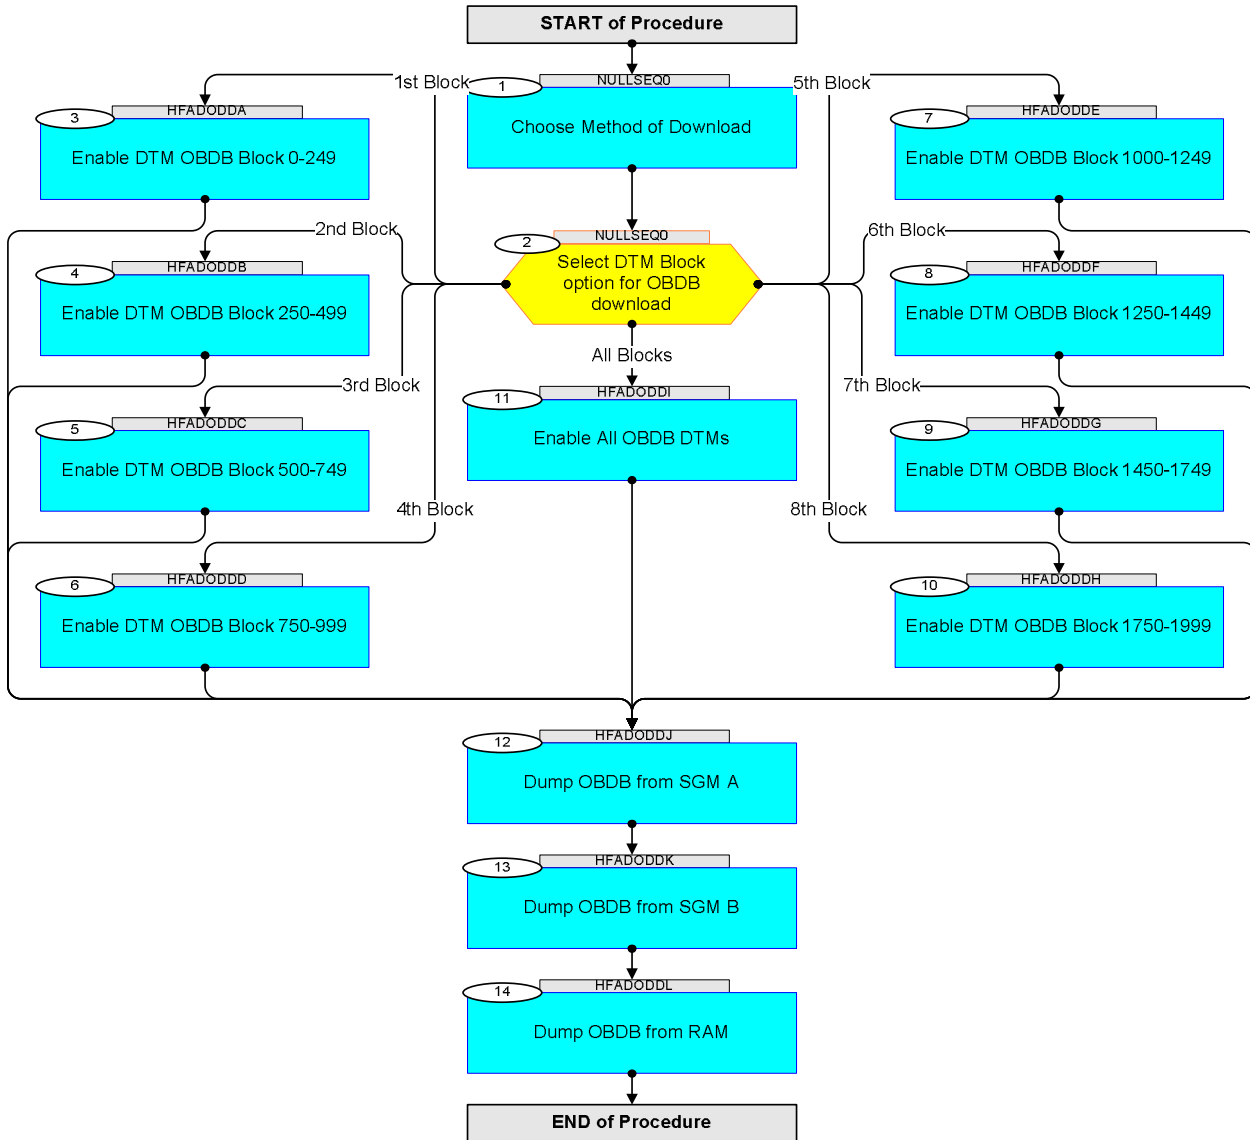 START of Procedure
NULLSEQ0
1
Choose Method of Download
1st Block
5th Block
HFADODDA
3
Enable DTM OBDB Block 0-249
HFADODDE
7
Enable DTM OBDB Block 1000-1249
NULLSEQ0
2
Select DTM Block
option for OBDB
download
2nd Block
6th Block
HFADODDB
4
Enable DTM OBDB Block 250-499
HFADODDF
8
Enable DTM OBDB Block 1250-1449
All Blocks
3rd Block
7th Block
HFADODDI
11
Enable All OBDB DTMs
HFADODDC
5
Enable DTM OBDB Block 500-749
HFADODDG
9
Enable DTM OBDB Block 1450-1749
4th Block
8th Block
HFADODDD
6
Enable DTM OBDB Block 750-999
HFADODDH
10
Enable DTM OBDB Block 1750-1999
HFADODDJ
12
Dump OBDB from SGM A
HFADODDK
13
Dump OBDB from SGM B
HFADODDL
14
Dump OBDB from RAM
END of Procedure